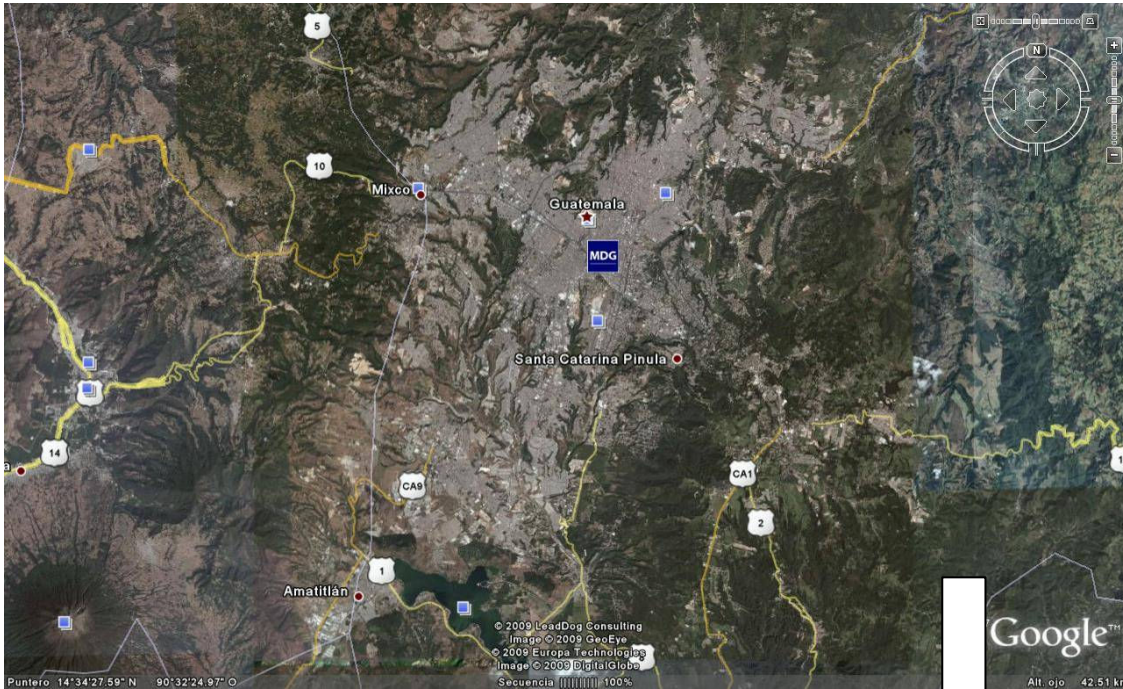 5
N
10
Mixco
Guatemala
MDG
Santa Catarina Pinula
14
a
CA9
CA1
1
2
1
Amatitlán
© 2009 LeadDog Consulting
Image © 2009 GeoEye
© 2009 Europa Technologies
Image © 2009 DigitalGlobe
Google™
Puntero 14°34'27.59" N 90°32'24.97" O
Secuencia 100%
Alt. ojo 42.51 km